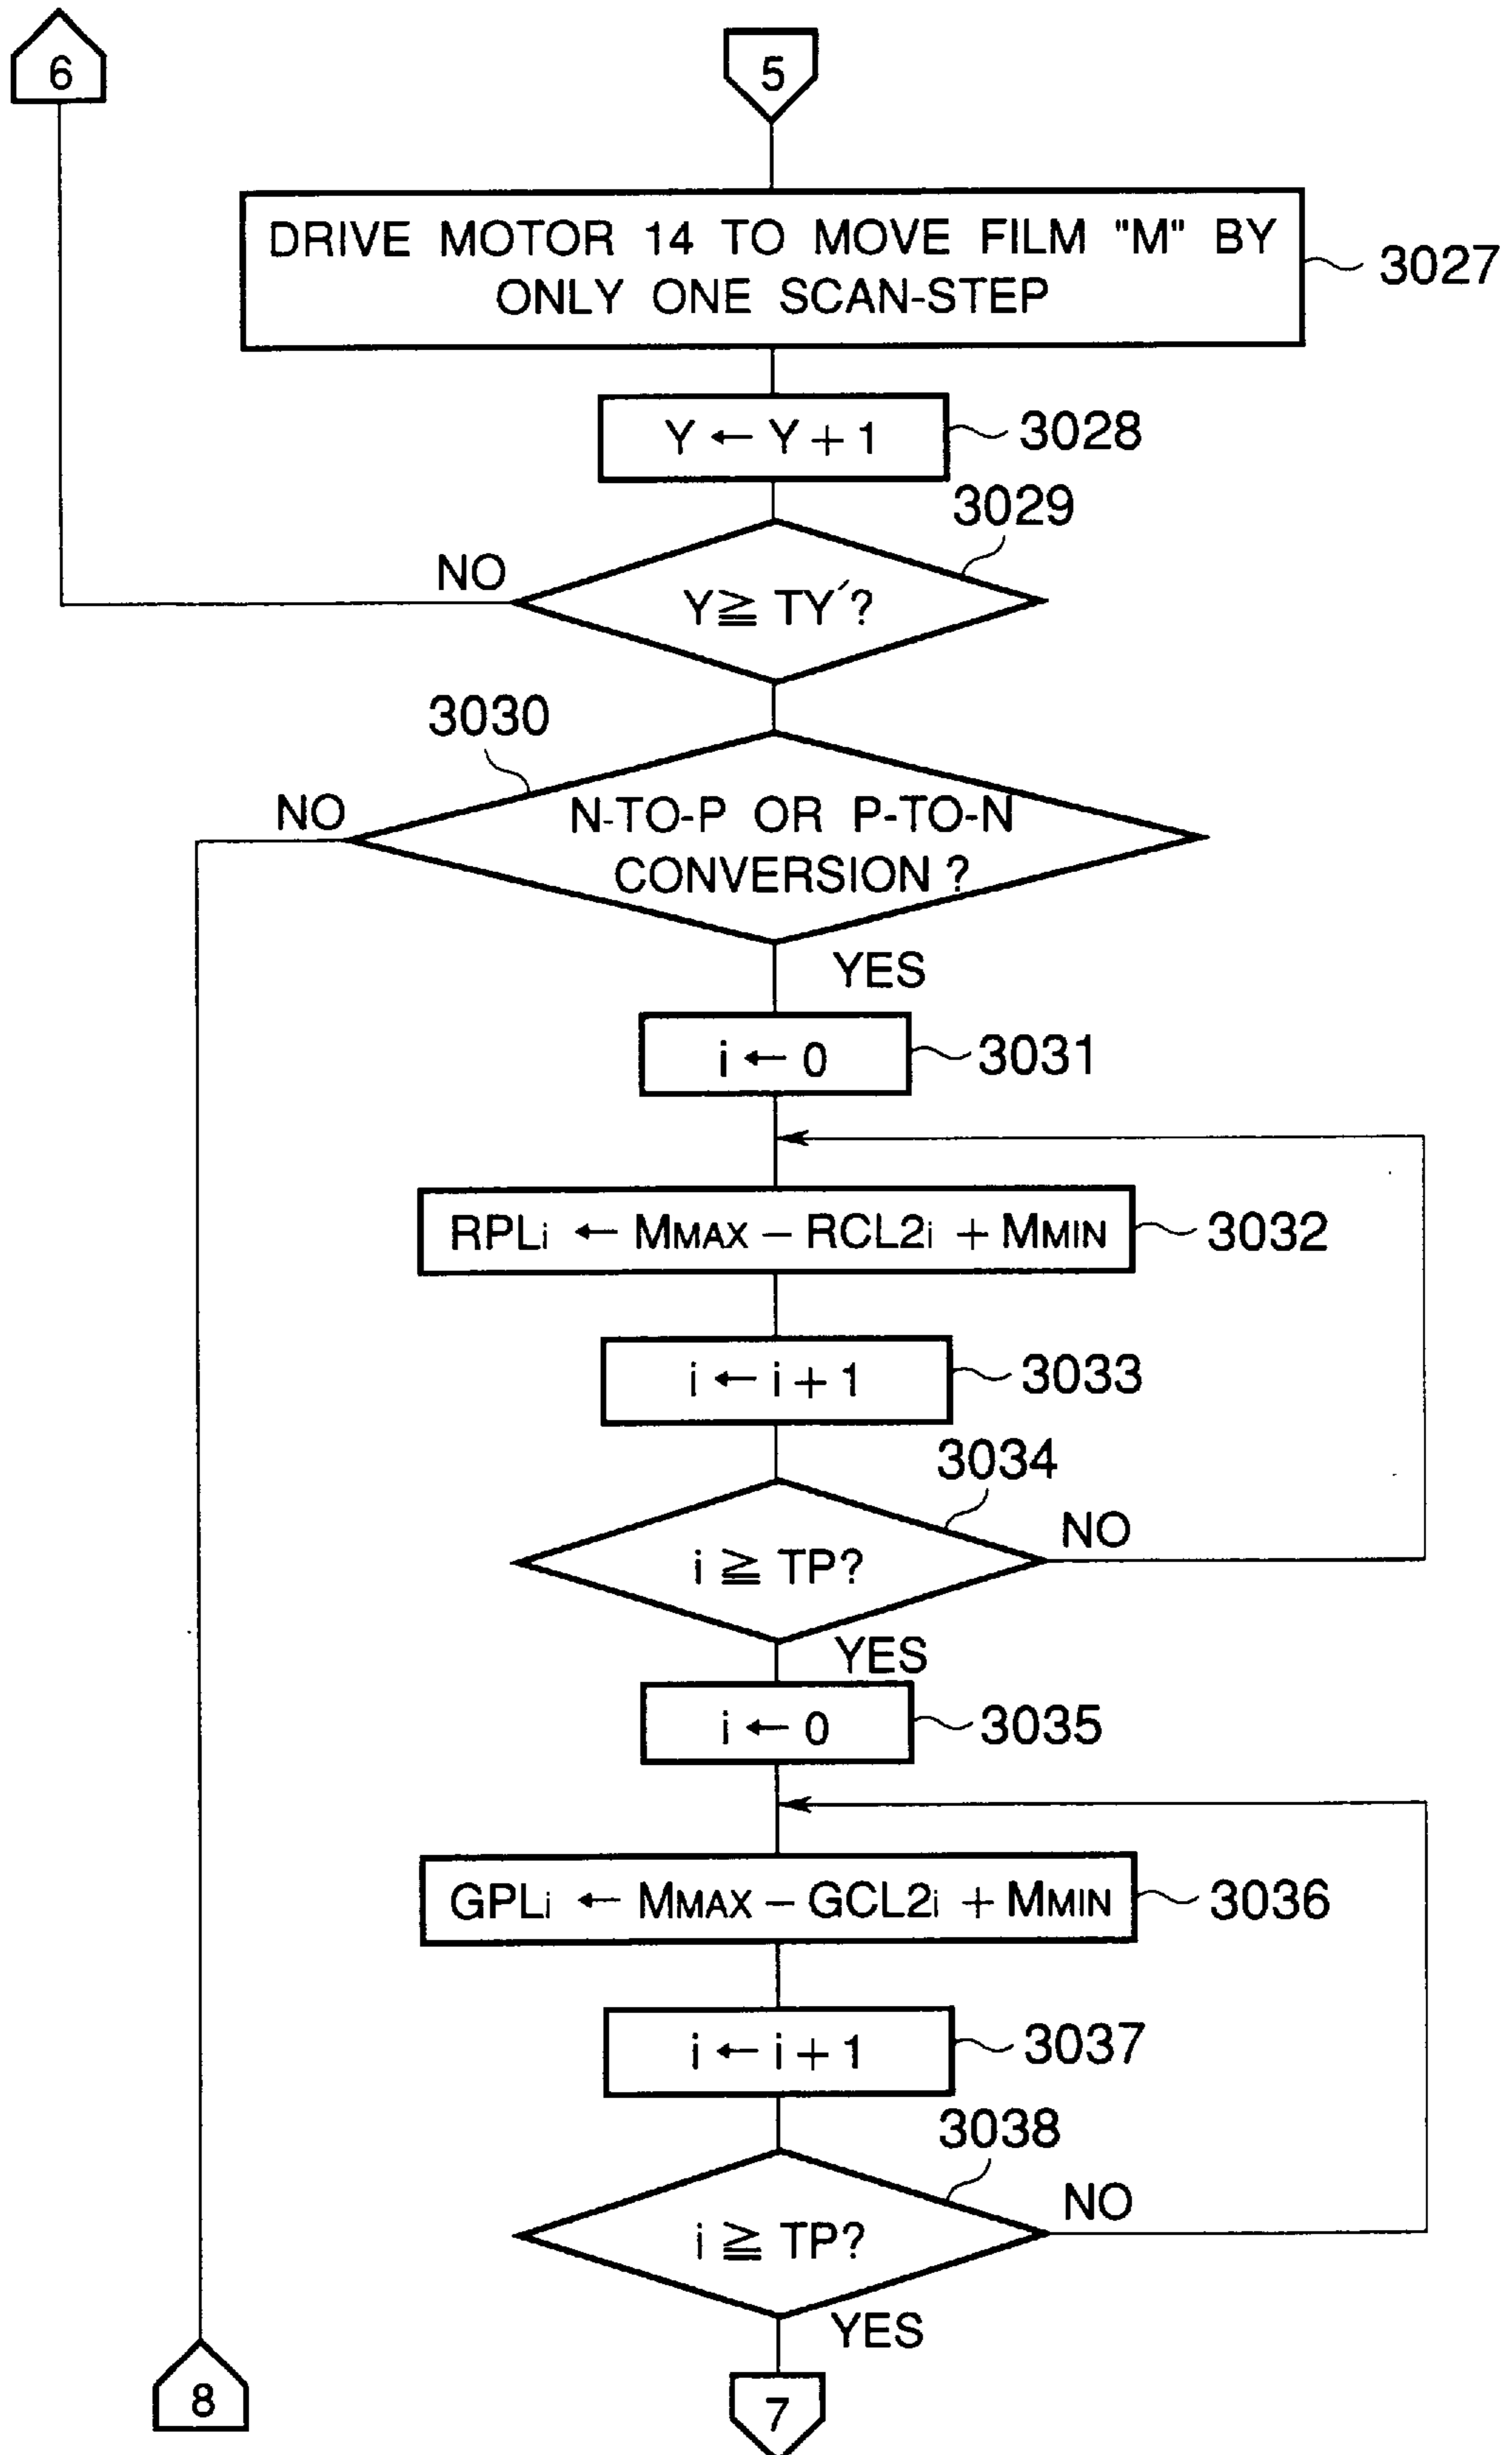 6
5
DRIVE MOTOR 14 TO MOVE FILM "M" BY
ONLY ONE SCAN-STEP
3027
Y ← Y + 1
3028
3029
NO
Y ≧ TY´?
3030
NO
N-TO-P OR P-TO-N
CONVERSION ?
YES
i ← 0
3031
RPLi ← MMAX – RCL2i + MMIN
3032
i ← i + 1
3033
3034
NO
i ≧ TP?
YES
i ← 0
3035
GPLi ← MMAX – GCL2i + MMIN
3036
i ← i + 1
3037
3038
NO
i ≧ TP?
YES
8
7